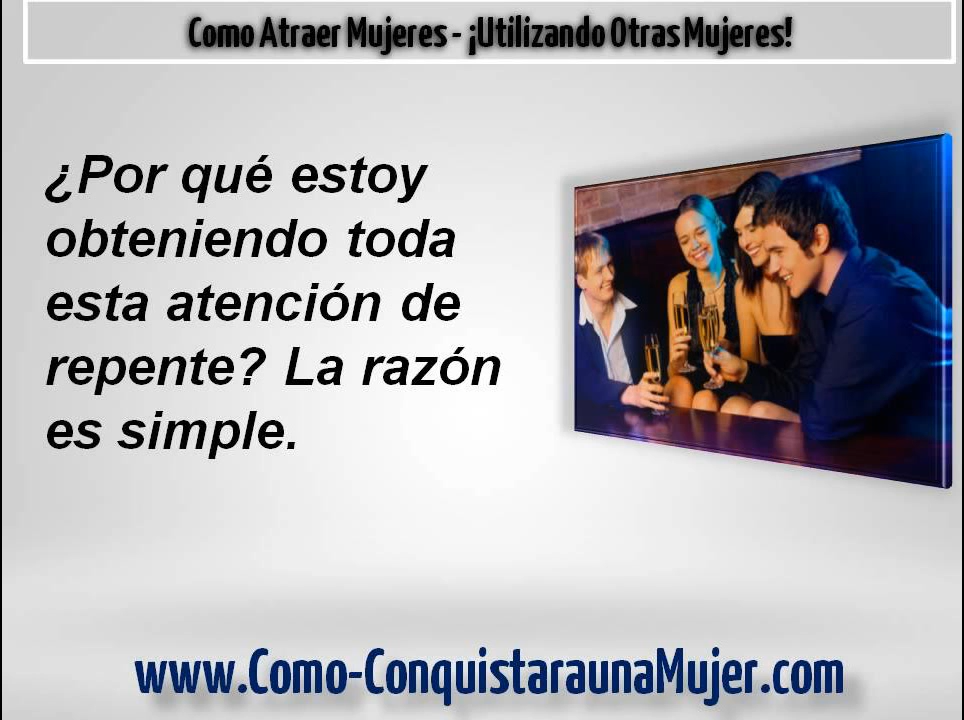 Como Atraer Mujeres - ¡Utilizando Otras Mujeres!
¿Por qué estoy
obteniendo toda
esta atención de
repente? La razón
es simple.
www.Como-ConquistaraunaMujer.com